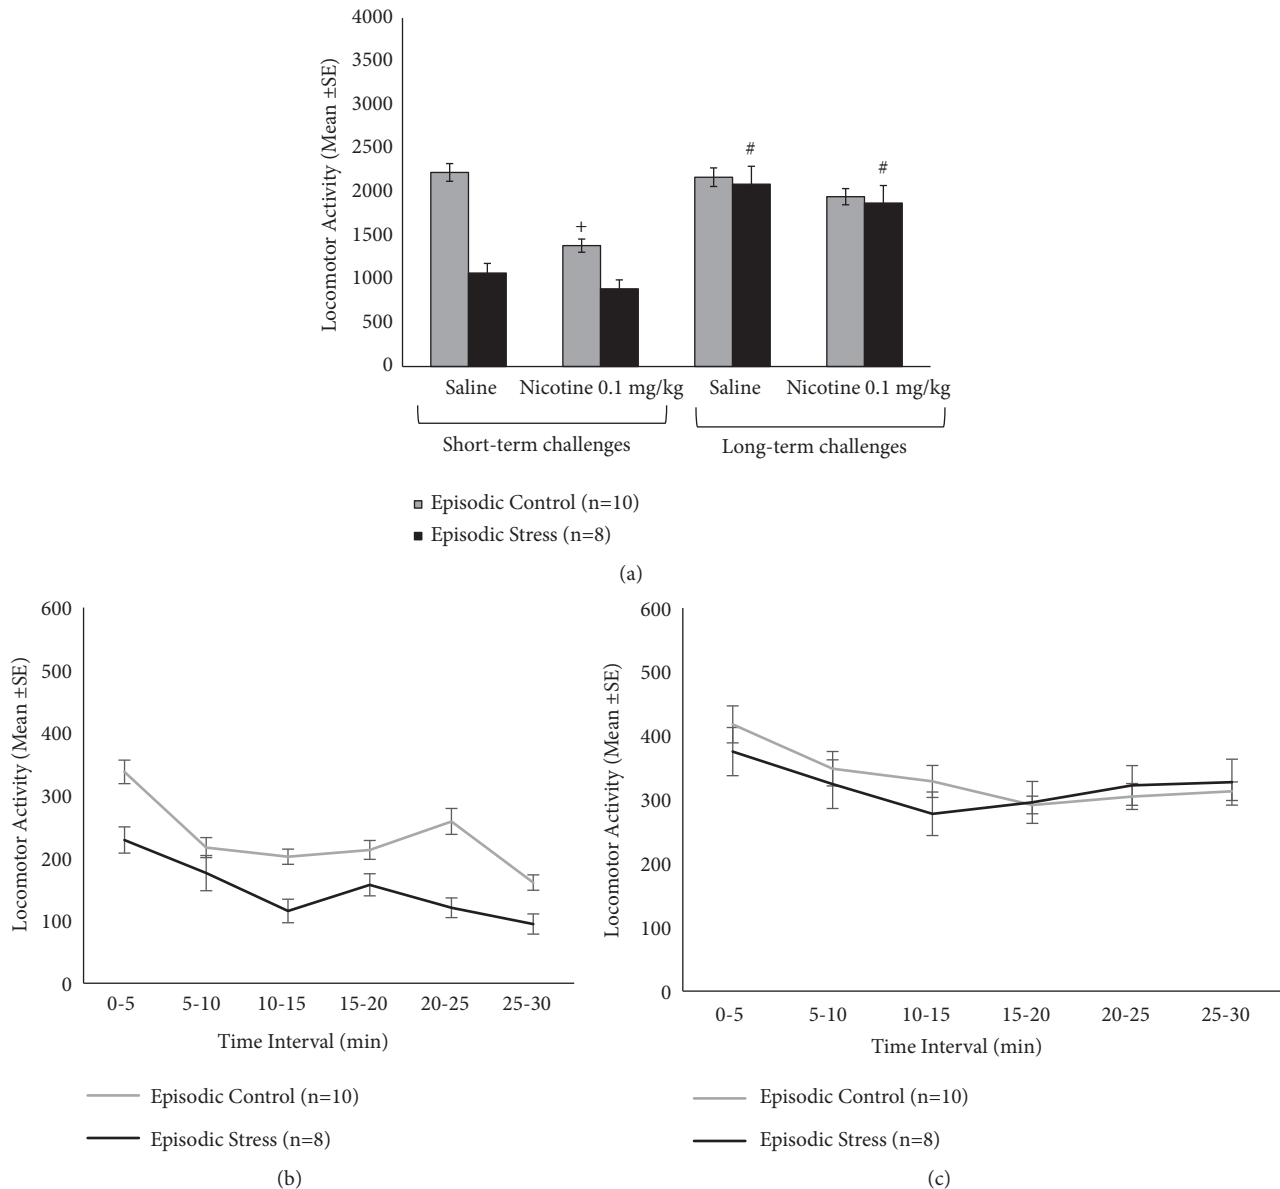 4000
3500
3000
2500
2000
1500
1000
500
0
Locomotor Activity (Mean ±SE)
+
#
#
Saline
Nicotine 0.1 mg/kg
Saline
Nicotine 0.1 mg/kg
Short-term challenges
Long-term challenges
Episodic Control (n=10)
Episodic Stress (n=8)
(a)
600
500
400
300
200
100
0
Locomotor Activity (Mean ±SE)
0-5
5-10
10-15
15-20
20-25
25-30
Time Interval (min)
Episodic Control (n=10)
Episodic Stress (n=8)
(b)
600
500
400
300
200
100
0
Locomotor Activity (Mean ±SE)
0-5
5-10
10-15
15-20
20-25
25-30
Time Interval (min)
Episodic Control (n=10)
Episodic Stress (n=8)
(c)